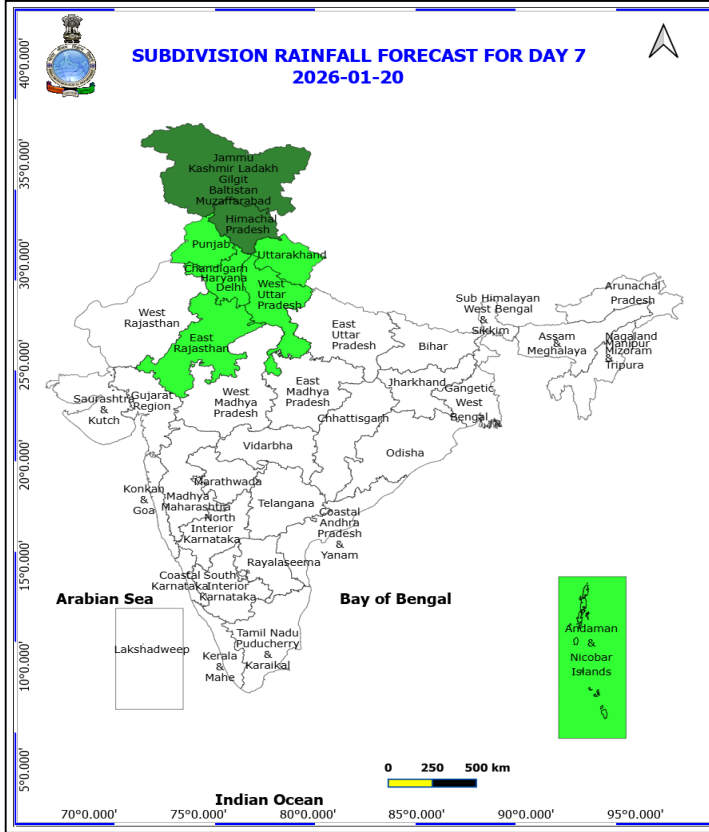 SUBDIVISION RAINFALL FORECAST FOR DAY 7
2026-01-20
40°0.000'
35°0.000'
30°0.000'
25°0.000'
20°0.000'
15°0.000'
10°0.000'
5°0.000'
Jammu
Kashmir Ladakh
Gilgit
Baltistan
Muzaffarabad
Himachal
Pradesh
Punjab
Uttarakhand
Chandigarh
Haryana
Delhi
West
Uttar
Pradesh
West
Rajasthan
East
Rajasthan
East
Uttar
Pradesh
Bihar
Sub Himalayan
West Bengal
&
Sikkim
Arunachal
Pradesh
Assam
&
Meghalaya
Nagaland
Manipur
Mizoram
&
Tripura
Saurashtra
&
Kutch
Gujarat
Region
West
Madhya
Pradesh
East
Madhya
Pradesh
Jharkhand
Gangetic
West
Bengal
Chhattisgarh
Odisha
Vidarbha
Konkan
&
Goa
Madhya
Maharashtra
Marathwada
Telangana
North
Interior
Karnataka
Coastal
Andhra
Pradesh
&
Yanam
Rayalaseema
Coastal
Karnataka
South
Interior
Karnataka
Arabian Sea
Bay of Bengal
Lakshadweep
Kerala
&
Mahe
Tamil Nadu
Puducherry
&
Karaikal
Andaman
&
Nicobar
Islands
0 250 500 km
Indian Ocean
70°0.000' 75°0.000' 80°0.000' 85°0.000' 90°0.000' 95°0.000'